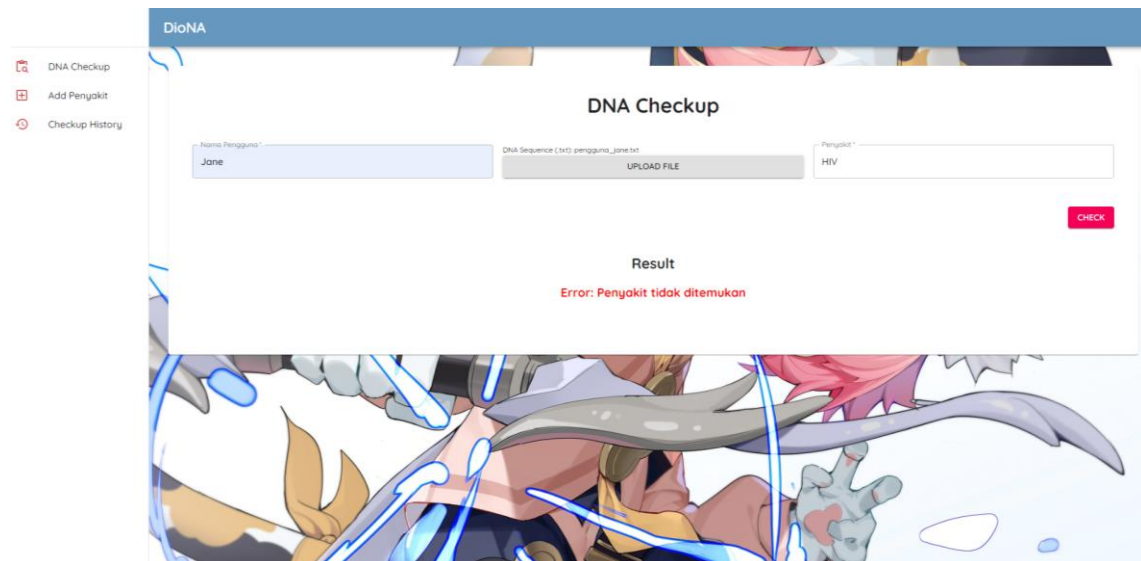 DioNA
DNA Checkup
Add Penyakit
Checkup History
DNA Checkup
Nama Pengguna *
Jane
DNA Sequence (.txt): pengguna_jane.txt
UPLOAD FILE
Penyakit *
HIV
CHECK
Result
Error: Penyakit tidak ditemukan